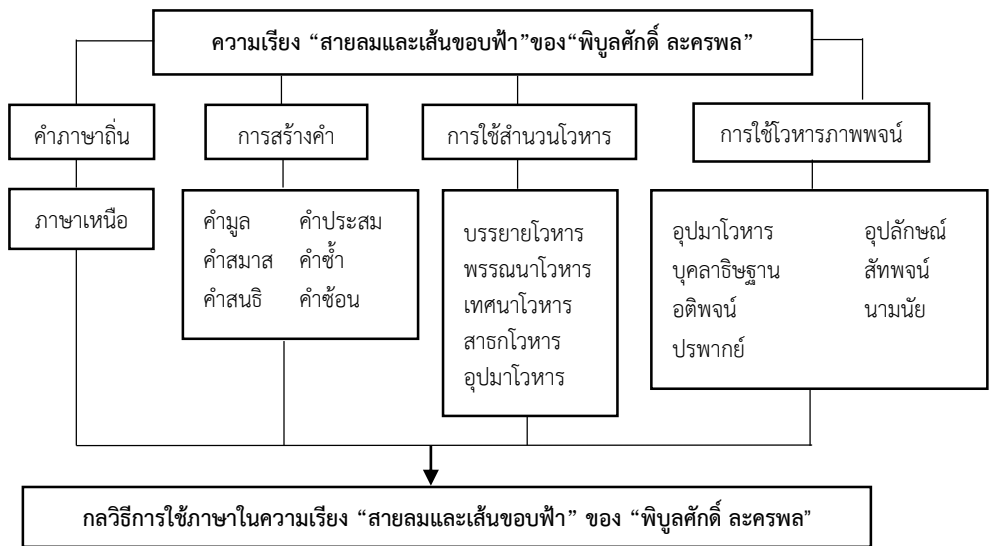 ความเรียง “สายลมและเส้นขอบฟ้า”ของ“พิบูลศักดิ์ ละครพล”
คำภาษาถิ่น
การสร้างคำ
การใช้สำนวนโวหาร
การใช้โวหารภาพพจน์
ภาษาเหนือ
คำมูล คำประสม
คำสมาส คำซ้ำ
คำสนธิ คำซ้อน
บรรยายโวหาร
พรรณนาโวหาร
เทศนาโวหาร
สาธกโวหาร
อุปมาโวหาร
อุปมาโวหาร อุปลักษณ์
บุคลาธิษฐาน สัทพจน์
อติพจน์ นามนัย
ปรพากย์
กลวิธีการใช้ภาษาในความเรียง “สายลมและเส้นขอบฟ้า” ของ “พิบูลศักดิ์ ละครพล”